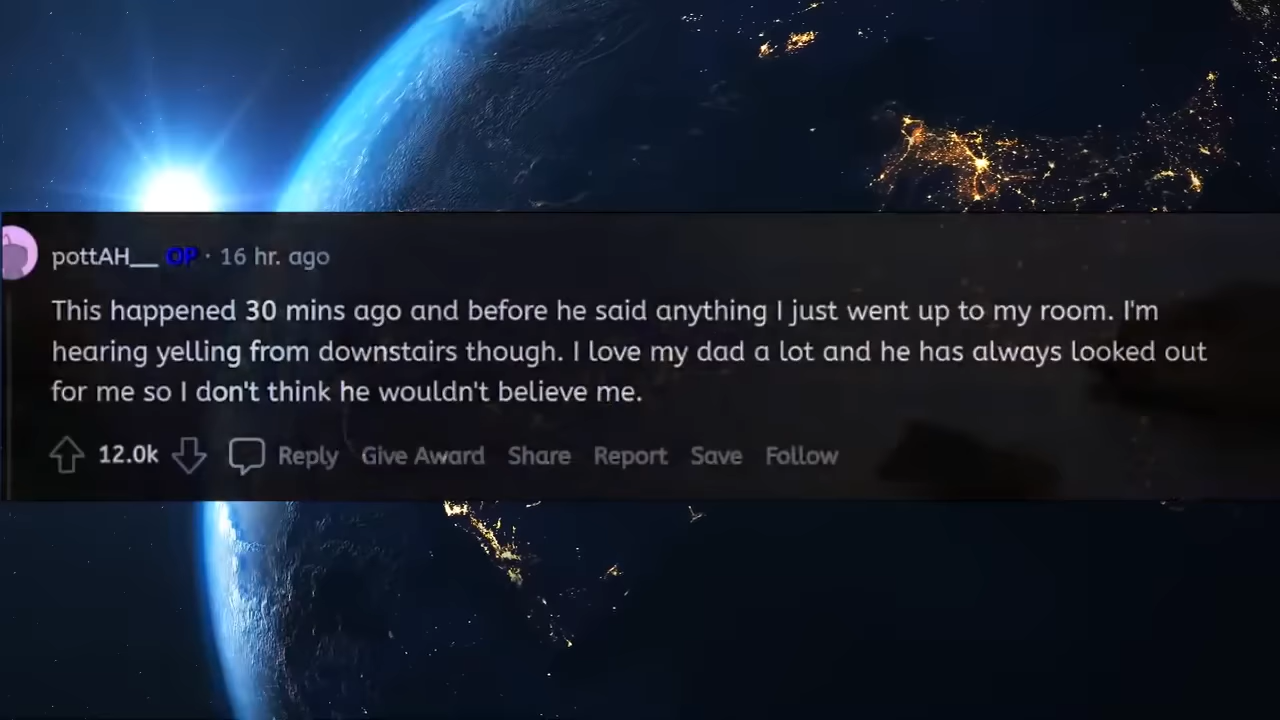 pottAH__ OP · 16 hr. ago
This happened 30 mins ago and before he said anything I just went up to my room. I'm
hearing yelling from downstairs though. I love my dad a lot and he has always looked out
for me so I don't think he wouldn't believe me.
12.0k Reply Give Award Share Report Save Follow